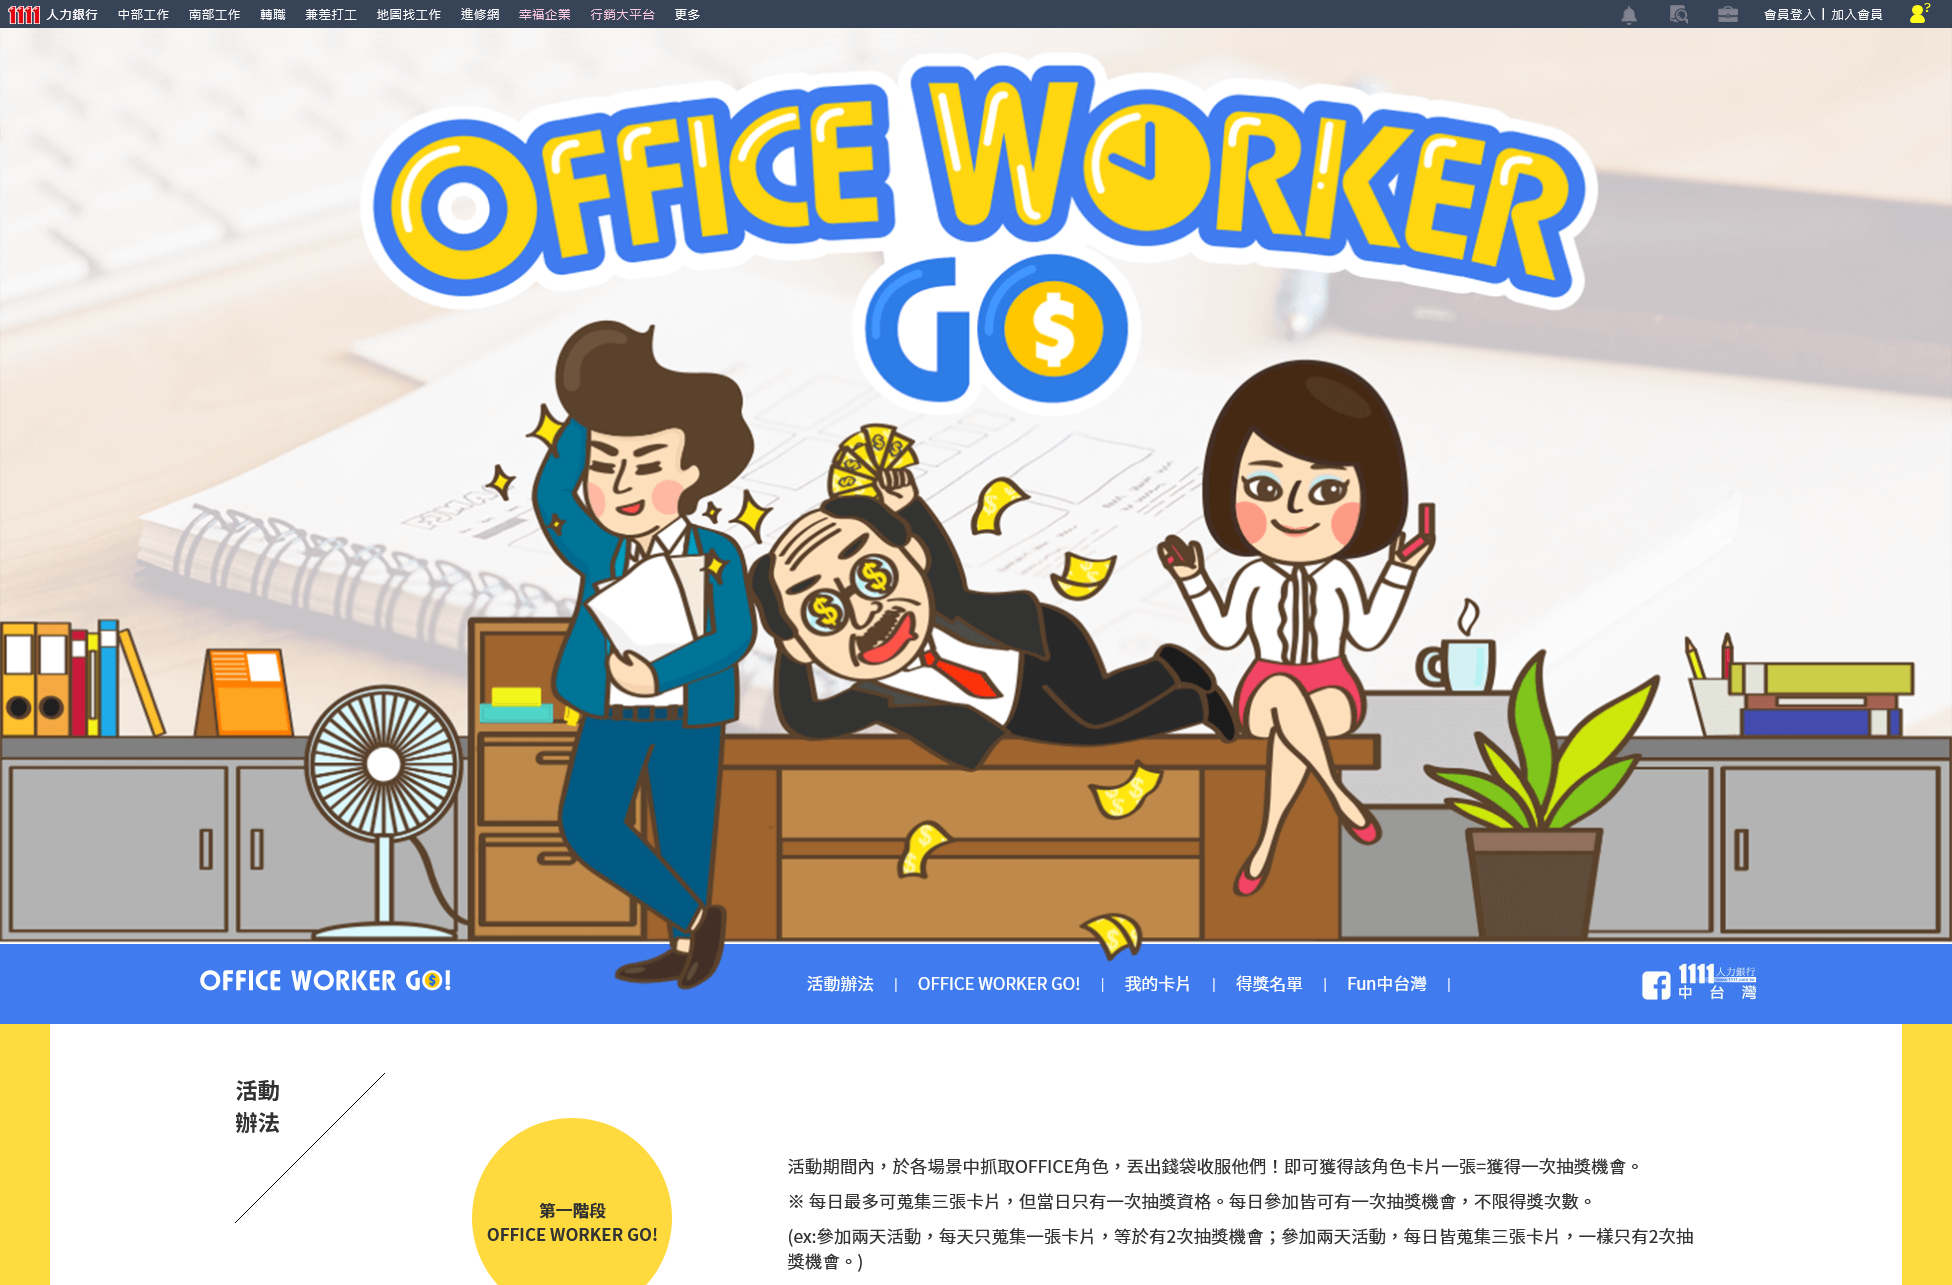 1111 人力銀行 中部工作 南部工作 轉職 兼差打工 地圖找工作 進修網 幸福企業 行銷大平台 更多 會員登入 | 加入會員
OFFICE WORKER
GO
OFFICE WORKER GO!
活動辦法 | OFFICE WORKER GO! | 我的卡片 | 得獎名單 | Fun中台灣 |
1111 人力銀行
中台灣
活動
辦法
第一階段
OFFICE WORKER GO!
活動期間內，於各場景中抓取OFFICE角色，丟出錢袋收服他們！即可獲得該角色卡片一張=獲得一次抽獎機會。
※ 每日最多可蒐集三張卡片，但當日只有一次抽獎資格。每日參加皆可有一次抽獎機會，不限得獎次數。
(ex:參加兩天活動，每天只蒐集一張卡片，等於有2次抽獎機會；參加兩天活動，每日皆蒐集三張卡片，一樣只有2次抽
獎機會。)